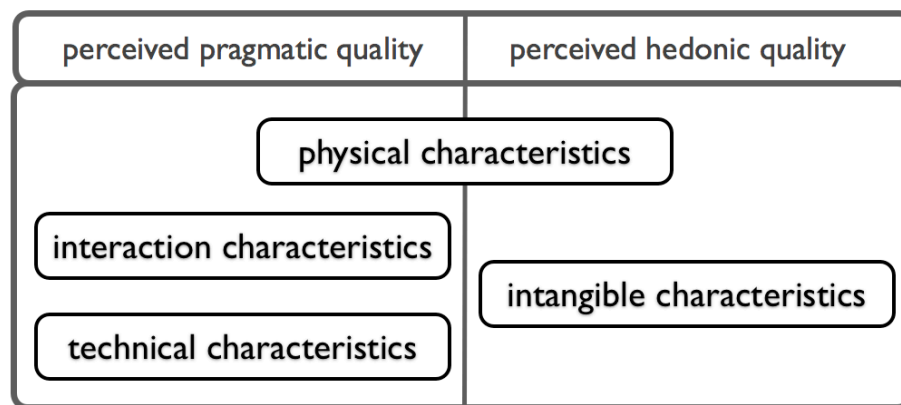 perceived pragmatic quality
perceived hedonic quality
physical characteristics
interaction characteristics
intangible characteristics
technical characteristics